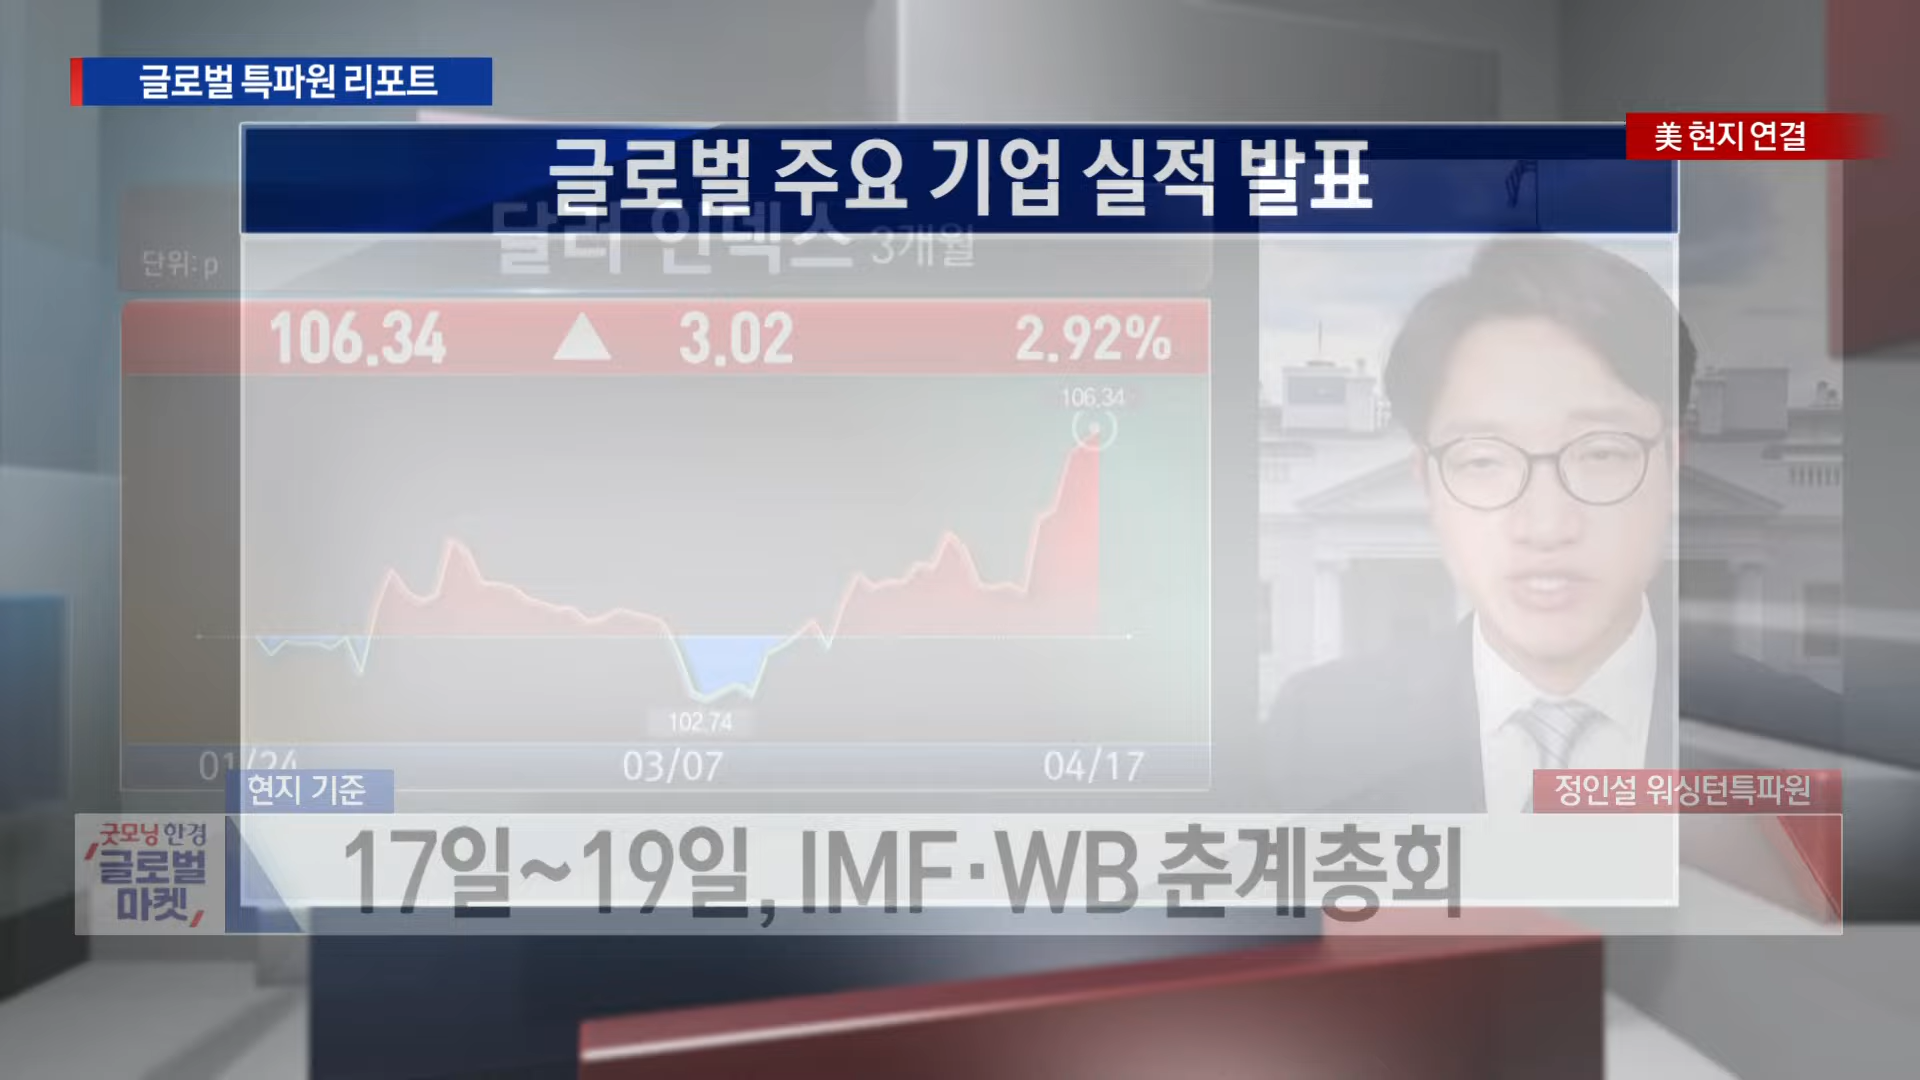 글로벌 특파원 리포트
美 현지 연결
글로벌 주요 기업 실적 발표
달러 인덱스 3개월
단위: p
106.34 ▲ 3.02 2.92%
106.34
102.74
01/24 03/07 04/17
현지 기준
정인설 워싱턴특파원
굿모닝 한경
글로벌
마켓
17일~19일, IMF·WB 춘계총회